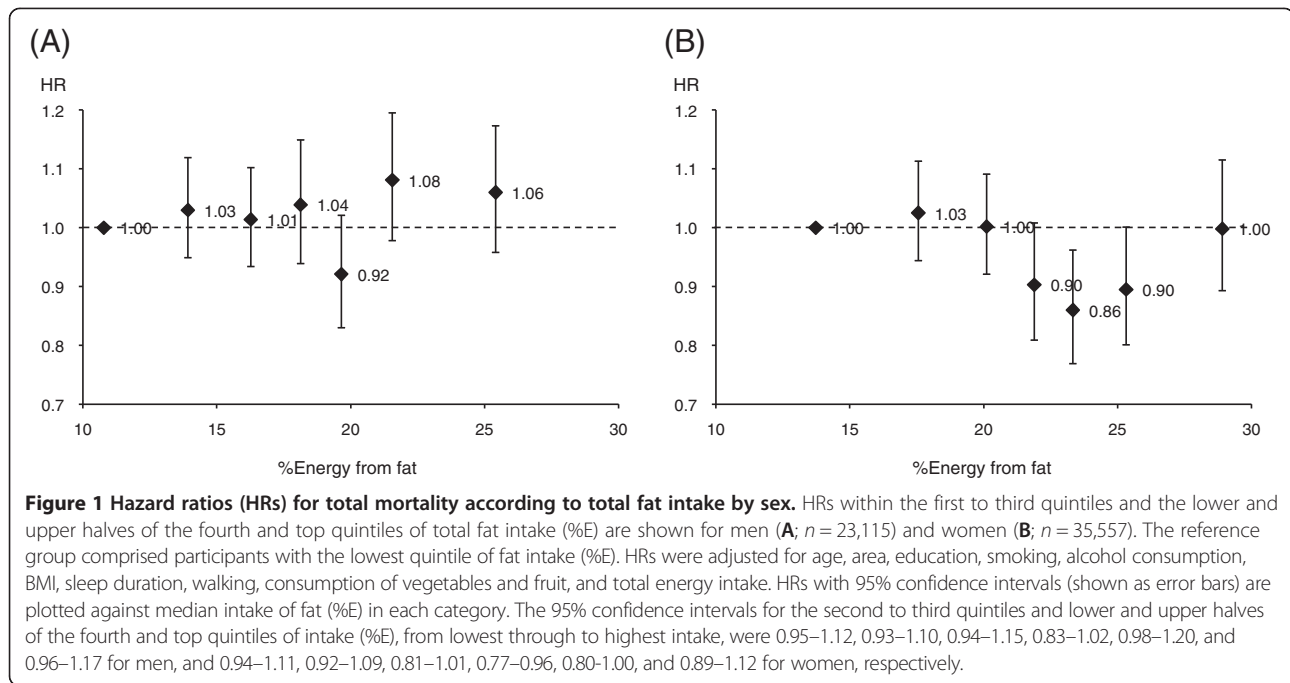 (A)
HR
1.2
1.1
1.0
0.9
0.8
0.7
1.00
1.03
1.01
1.04
0.92
1.08
1.06
10 15 20 25 30
%Energy from fat
(B)
HR
1.2
1.1
1.0
0.9
0.8
0.7
1.00
1.03
1.00
0.90
0.86
0.90
1.00
10 15 20 25 30
%Energy from fat
Figure 1 Hazard ratios (HRs) for total mortality according to total fat intake by sex. HRs within the first to third quintiles and the lower and
upper halves of the fourth and top quintiles of total fat intake (%E) are shown for men (A; n = 23,115) and women (B; n = 35,557). The reference
group comprised participants with the lowest quintile of fat intake (%E). HRs were adjusted for age, area, education, smoking, alcohol consumption,
BMI, sleep duration, walking, consumption of vegetables and fruit, and total energy intake. HRs with 95% confidence intervals (shown as error bars) are
plotted against median intake of fat (%E) in each category. The 95% confidence intervals for the second to third quintiles and lower and upper halves
of the fourth and top quintiles of intake (%E), from lowest through to highest intake, were 0.95–1.12, 0.93–1.10, 0.94–1.15, 0.83–1.02, 0.98–1.20, and
0.96–1.17 for men, and 0.94–1.11, 0.92–1.09, 0.81–1.01, 0.77–0.96, 0.80-1.00, and 0.89–1.12 for women, respectively.